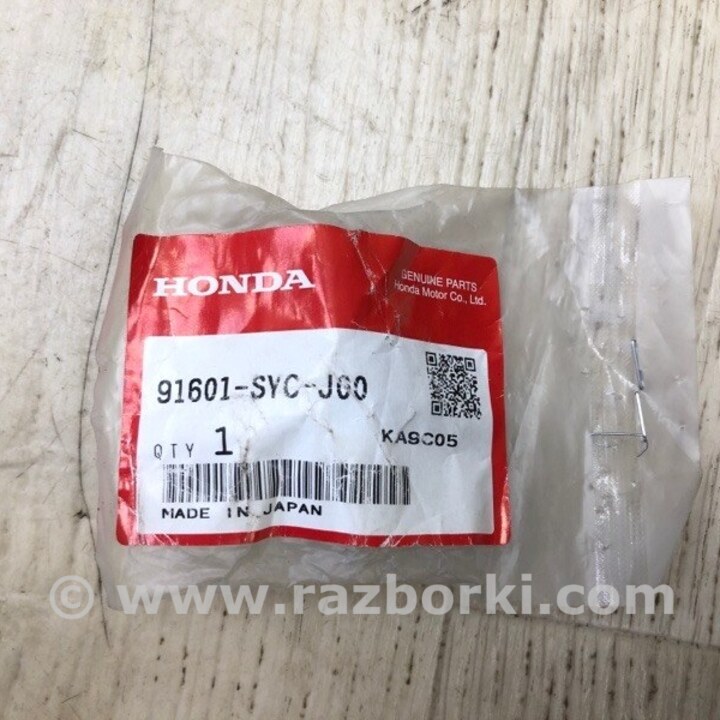 HONDA
GENUINE PARTS
Honda Motor Co., Ltd.
91601-SYC-J00
QTY 1
KASC05
MADE IN JAPAN
© www.razborki.com